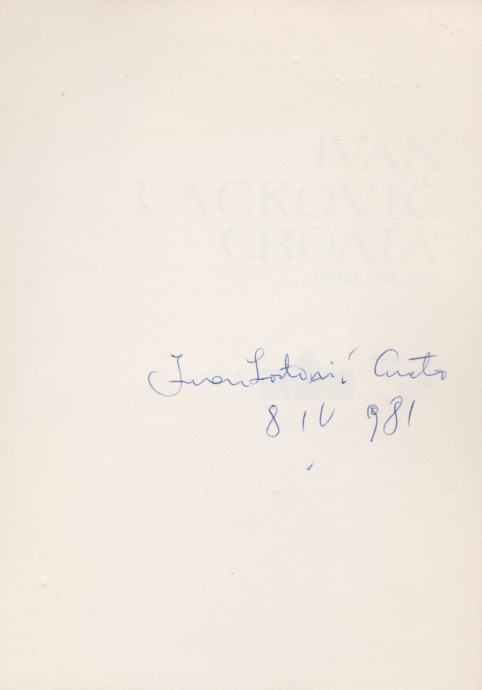 IVAN
LACKOVIĆ
CROATA
Ivan Lacković Croata
8 IV 981